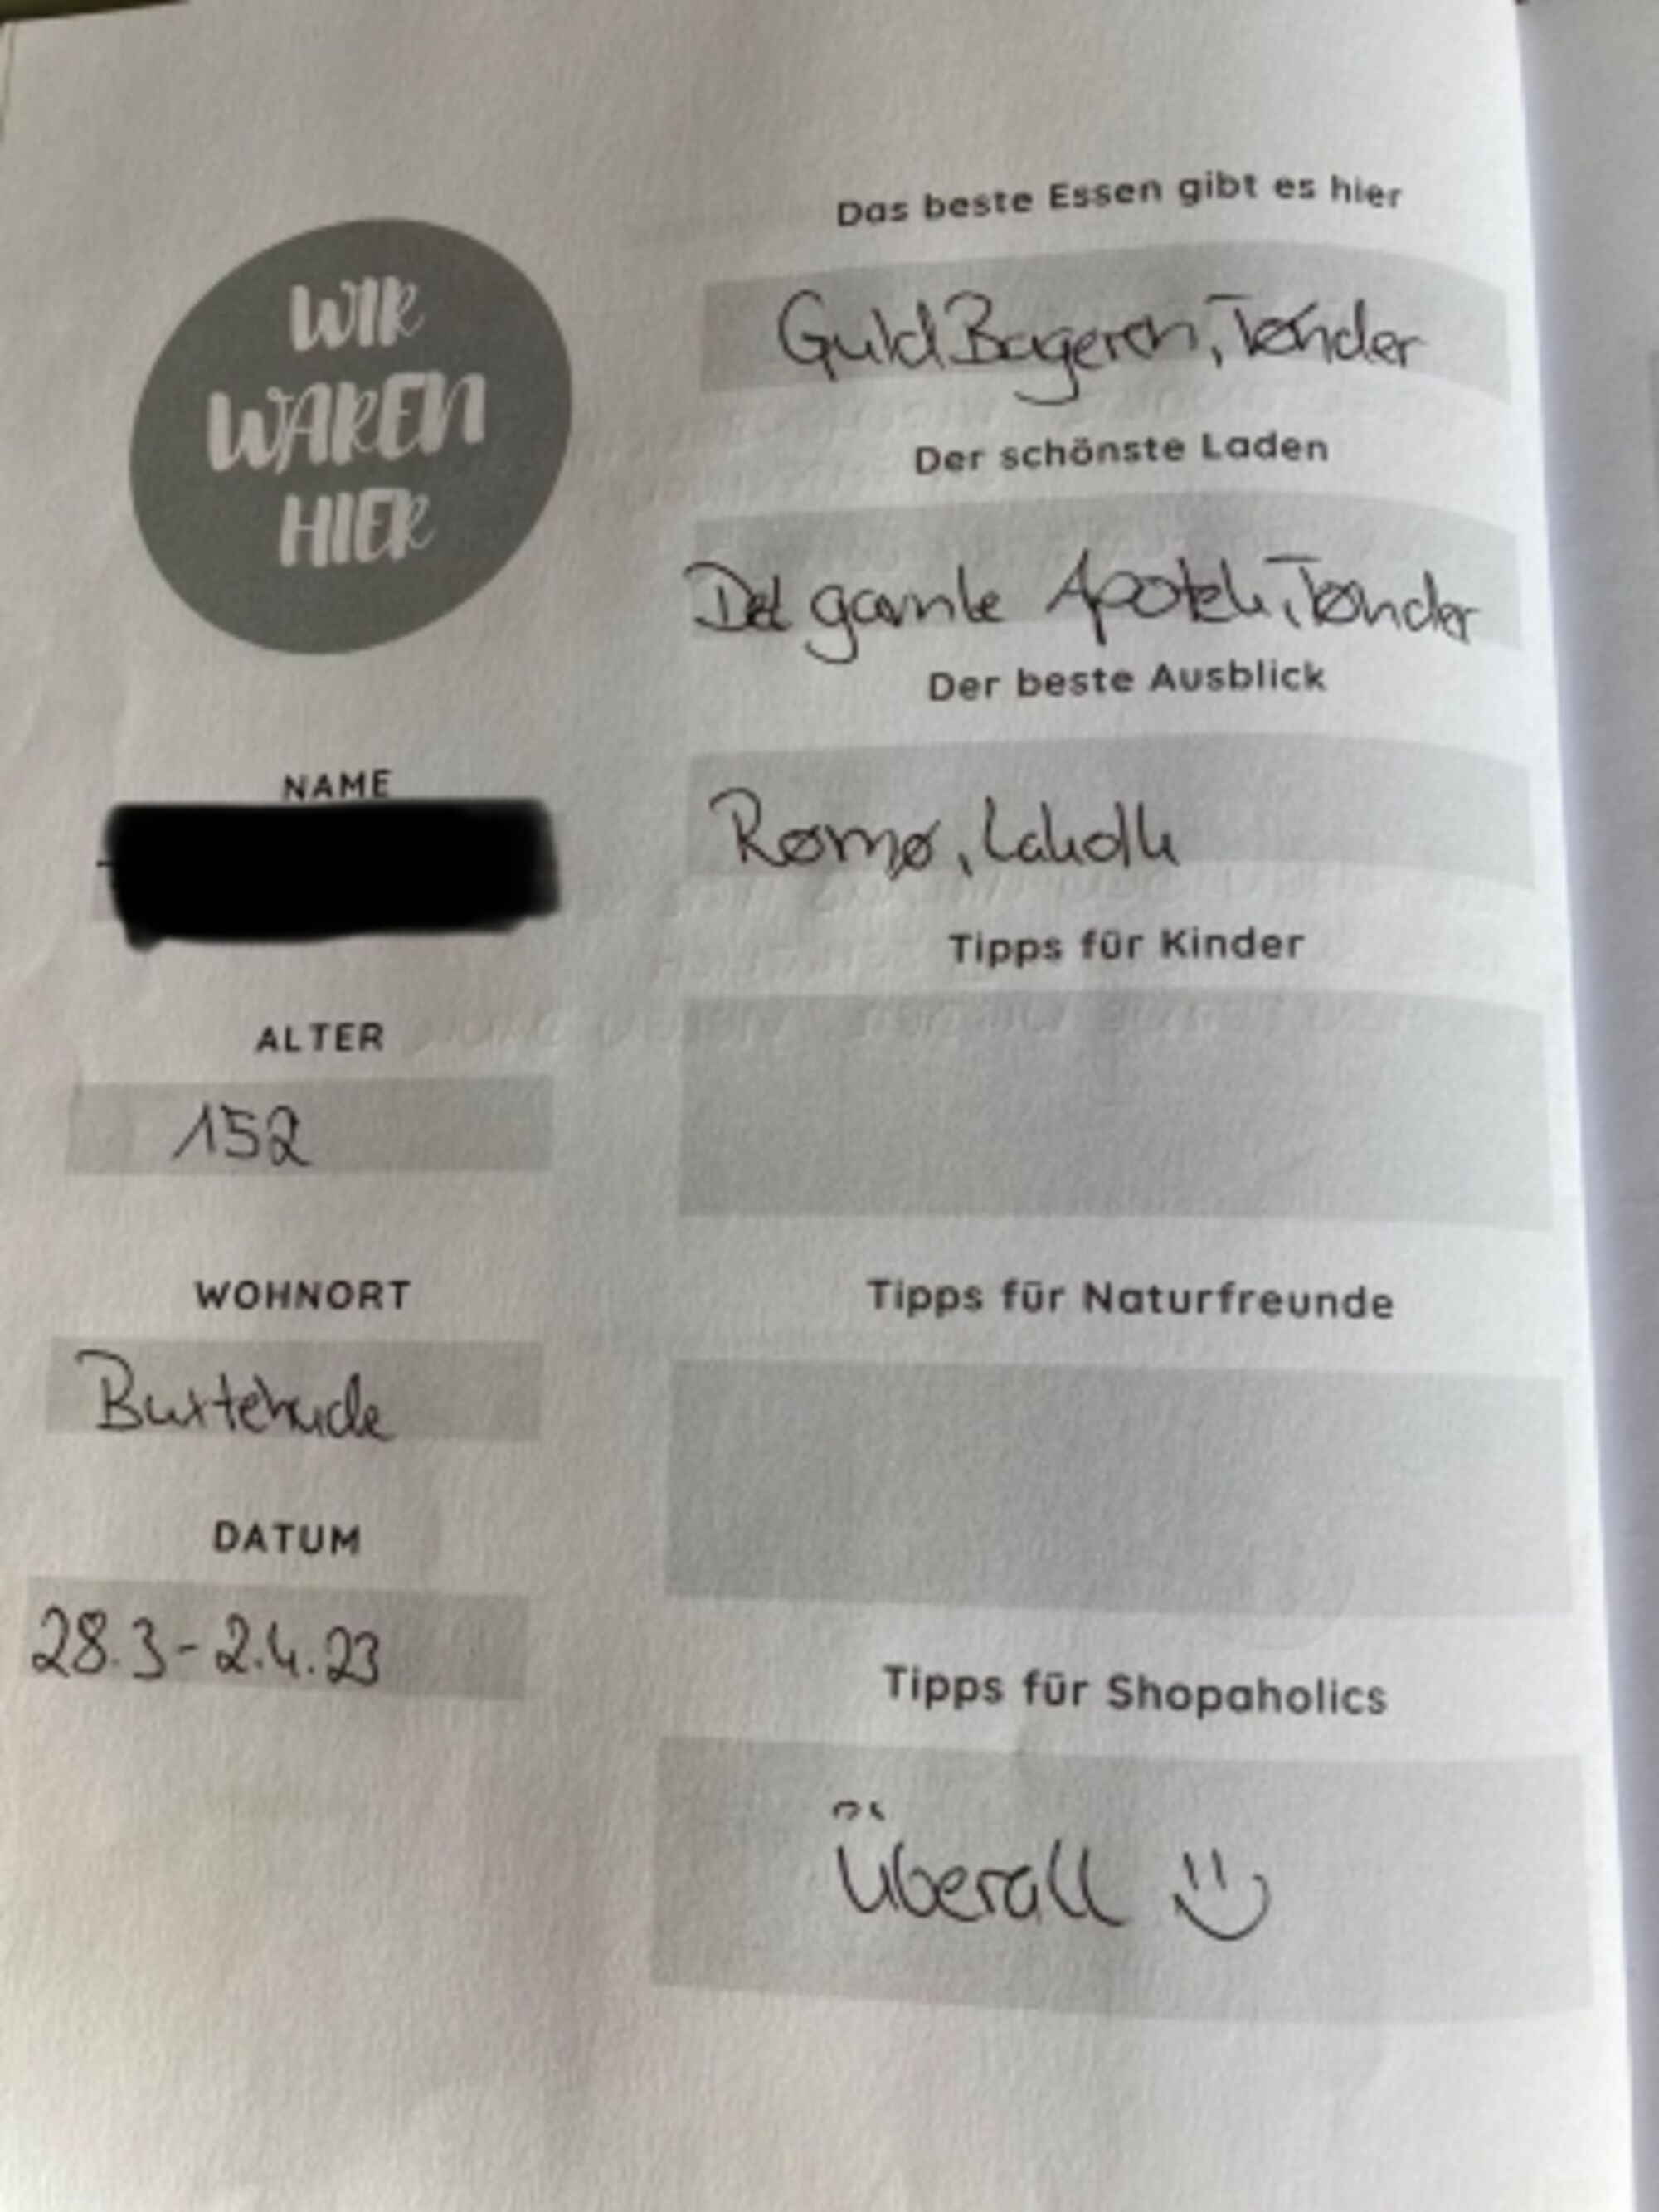 WIR
WAREN
HIER
NAME
ALTER
152
WOHNORT
Buxtehude
DATUM
28.3-2.4.23
Das beste Essen gibt es hier
Guld Bageren, Tønder
Der schönste Laden
Det gamle Apotek, Tønder
Der beste Ausblick
Rømø, Lakolk
Tipps für Kinder
Tipps für Naturfreunde
Tipps für Shopaholics
Überall